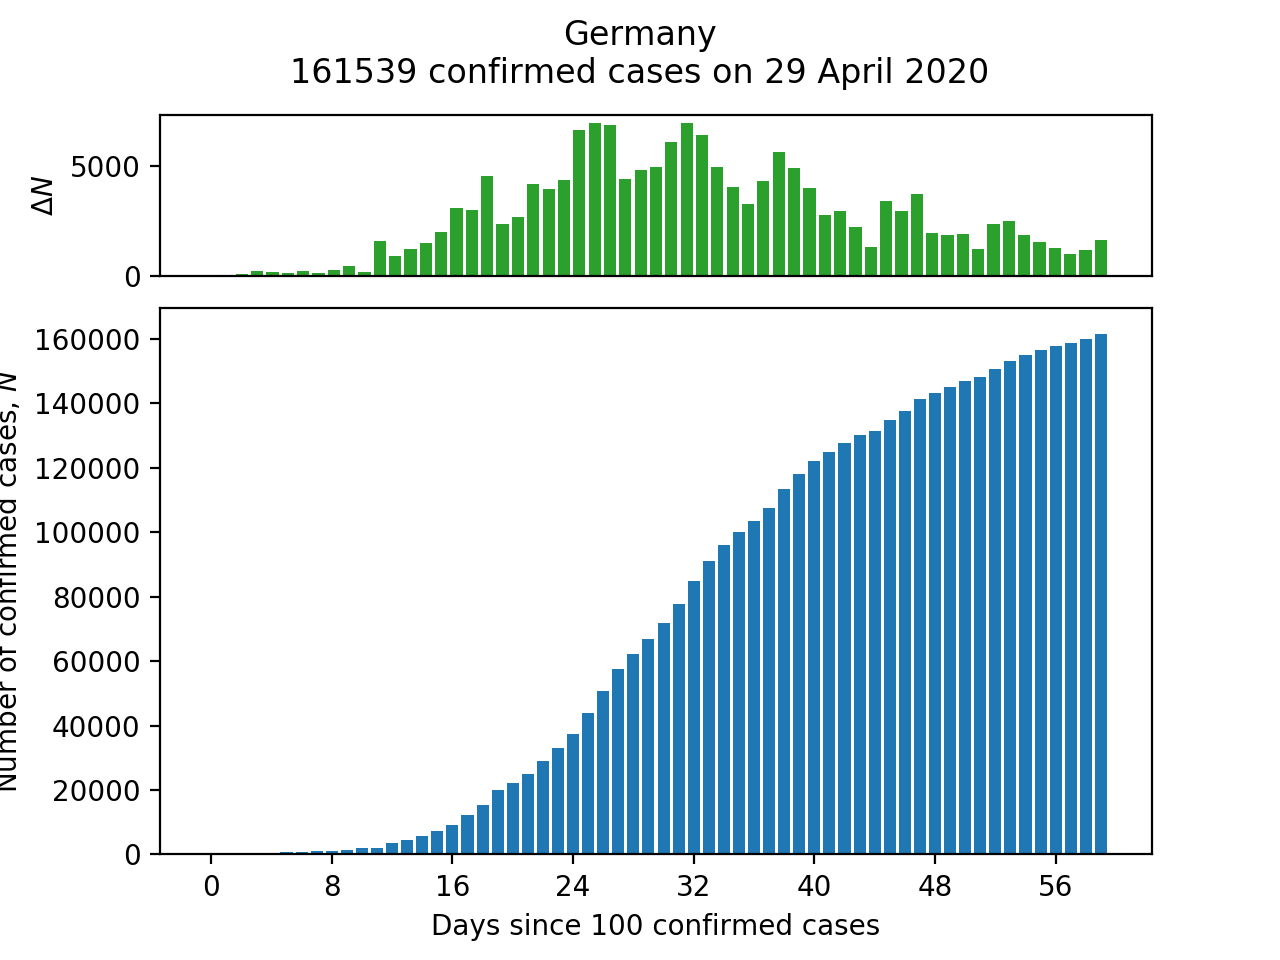 Germany
161539 confirmed cases on 29 April 2020
5000
0
ΔN
160000
140000
120000
100000
80000
60000
40000
20000
0
Number of confirmed cases, N
0 8 16 24 32 40 48 56
Days since 100 confirmed cases